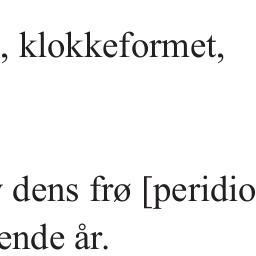 , klokkeformet,
dens frø [peridio
ende år.